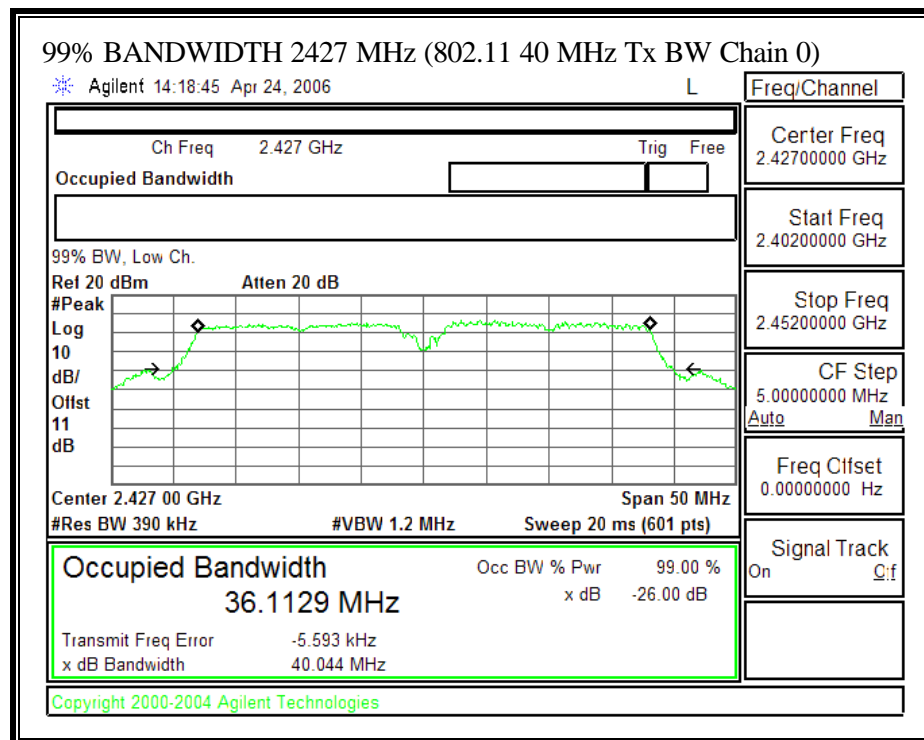 99% BANDWIDTH 2427 MHz (802.11 40 MHz Tx BW Chain 0)
Agilent 14:18:45 Apr 24, 2006 L
Freq/Channel
Ch Freq 2.427 GHz Trig Free
Occupied Bandwidth
Center Freq
2.42700000 GHz
Start Freq
2.40200000 GHz
99% BW, Low Ch.
Ref 20 dBm Atten 20 dB
#Peak
Log
10
dB/
Offst
11
dB
Stop Freq
2.45200000 GHz
CF Step
5.00000000 MHz
Auto Man
Center 2.427 00 GHz Span 50 MHz
#Res BW 390 kHz #VBW 1.2 MHz Sweep 20 ms (601 pts)
Freq Offset
0.00000000 Hz
Occupied Bandwidth Occ BW % Pwr 99.00 %
36.1129 MHz x dB -26.00 dB
Transmit Freq Error -5.593 kHz
x dB Bandwidth 40.044 MHz
Signal Track
On Off
Copyright 2000-2004 Agilent Technologies